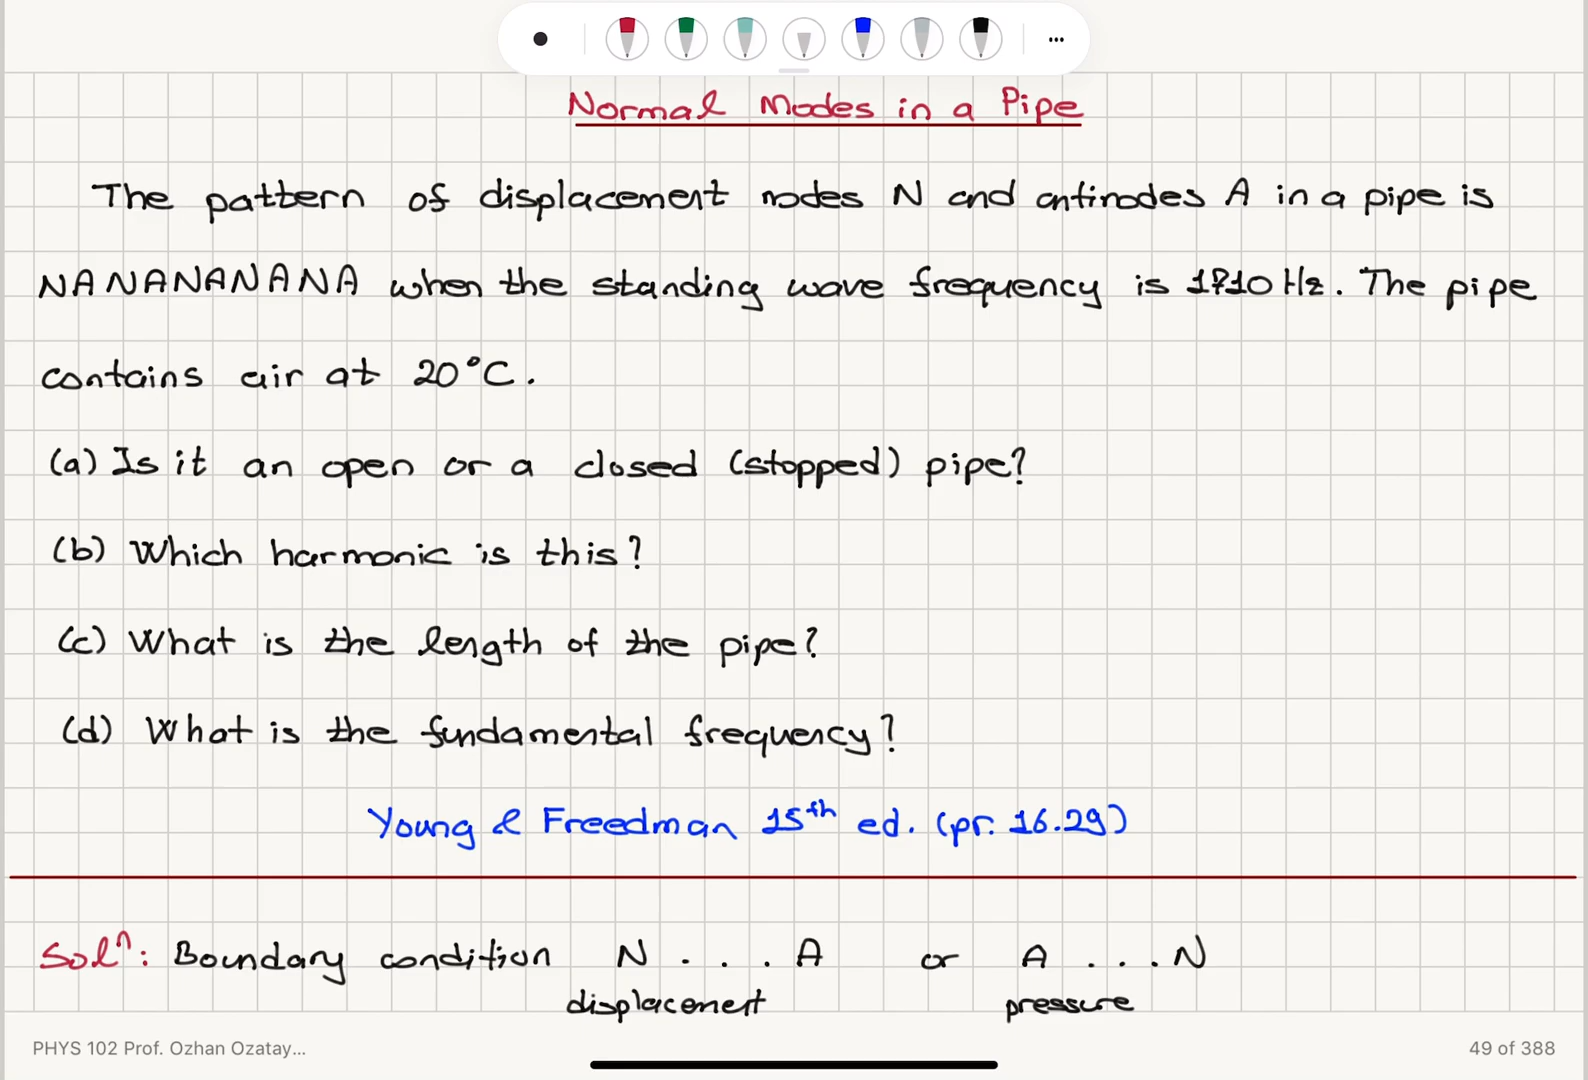 Normal Modes in a Pipe
The pattern of displacement nodes N and antinodes A in a pipe is
NANANANANA when the standing wave frequency is 1710 Hz. The pipe
contains air at 20°C.
(a) Is it an open or a closed (stopped) pipe?
(b) Which harmonic is this?
(c) What is the length of the pipe?
(d) What is the fundamental frequency?
Young & Freedman 15th ed. (pr. 16.29)
Solⁿ: Boundary condition N . . . A or A . . . N
displacement pressure
PHYS 102 Prof. Ozhan Ozatay...
49 of 388